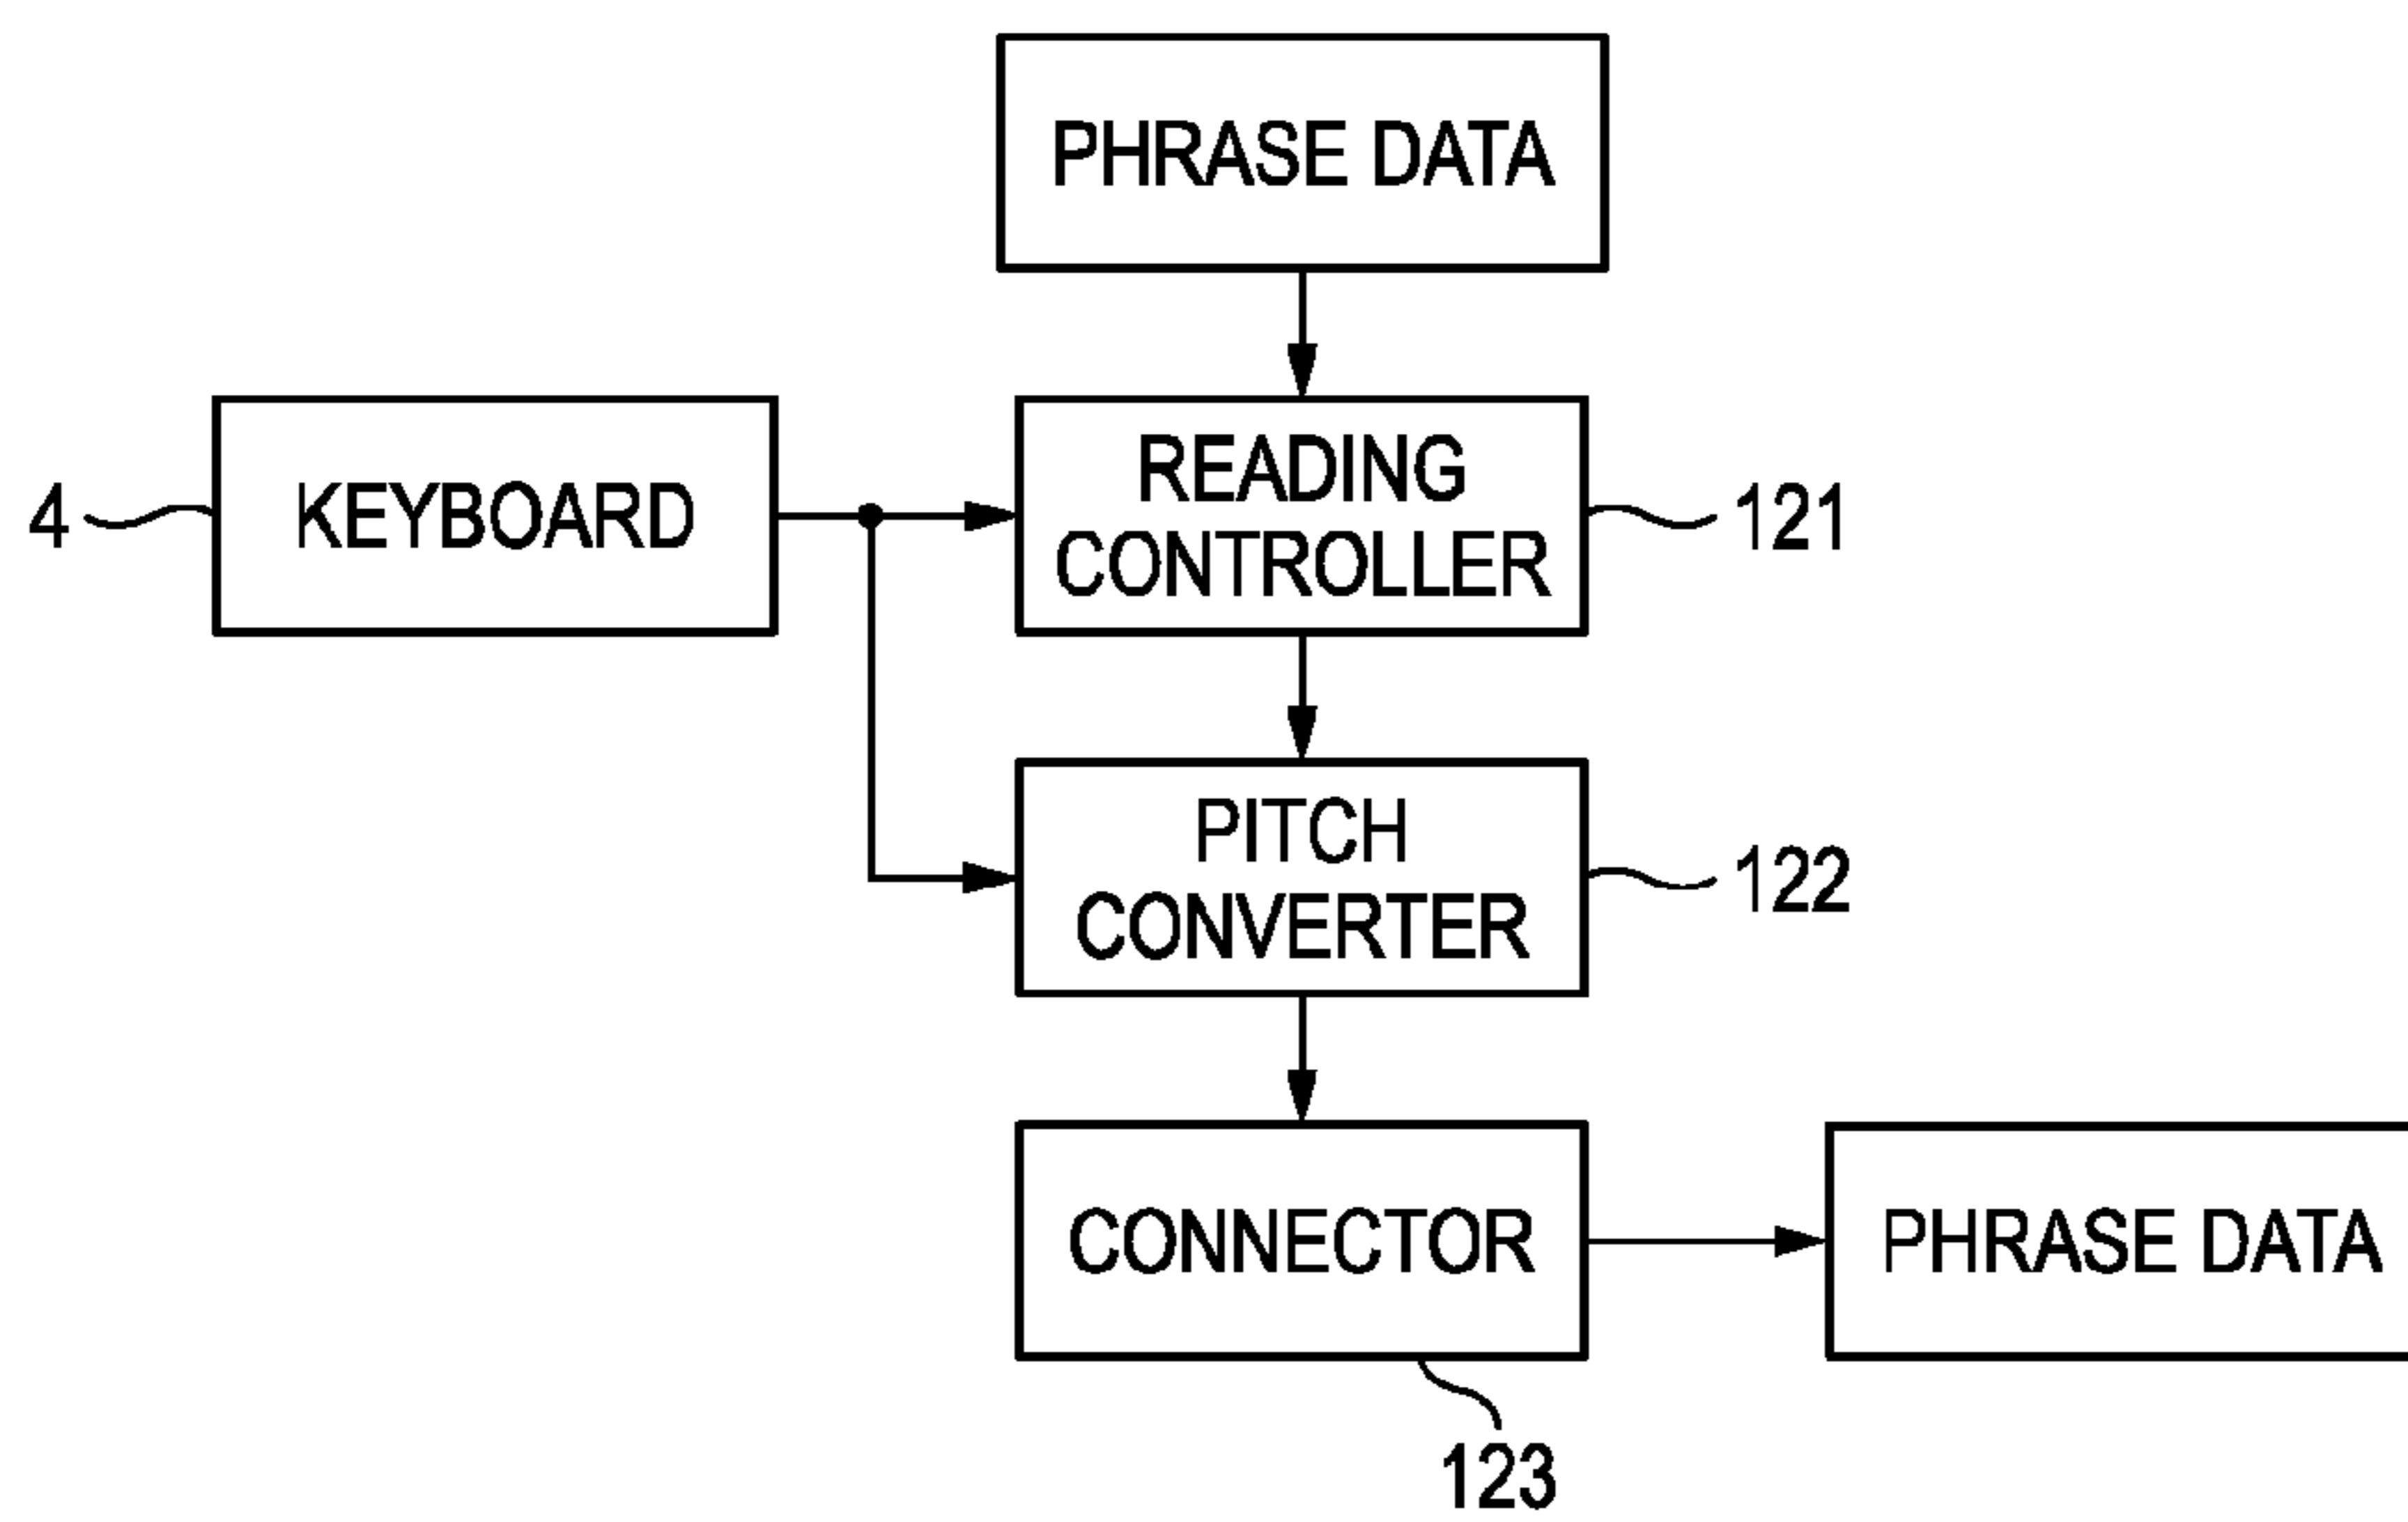 PHRASE DATA
4
KEYBOARD
READING
CONTROLLER
121
PITCH
CONVERTER
122
CONNECTOR
PHRASE DATA
123